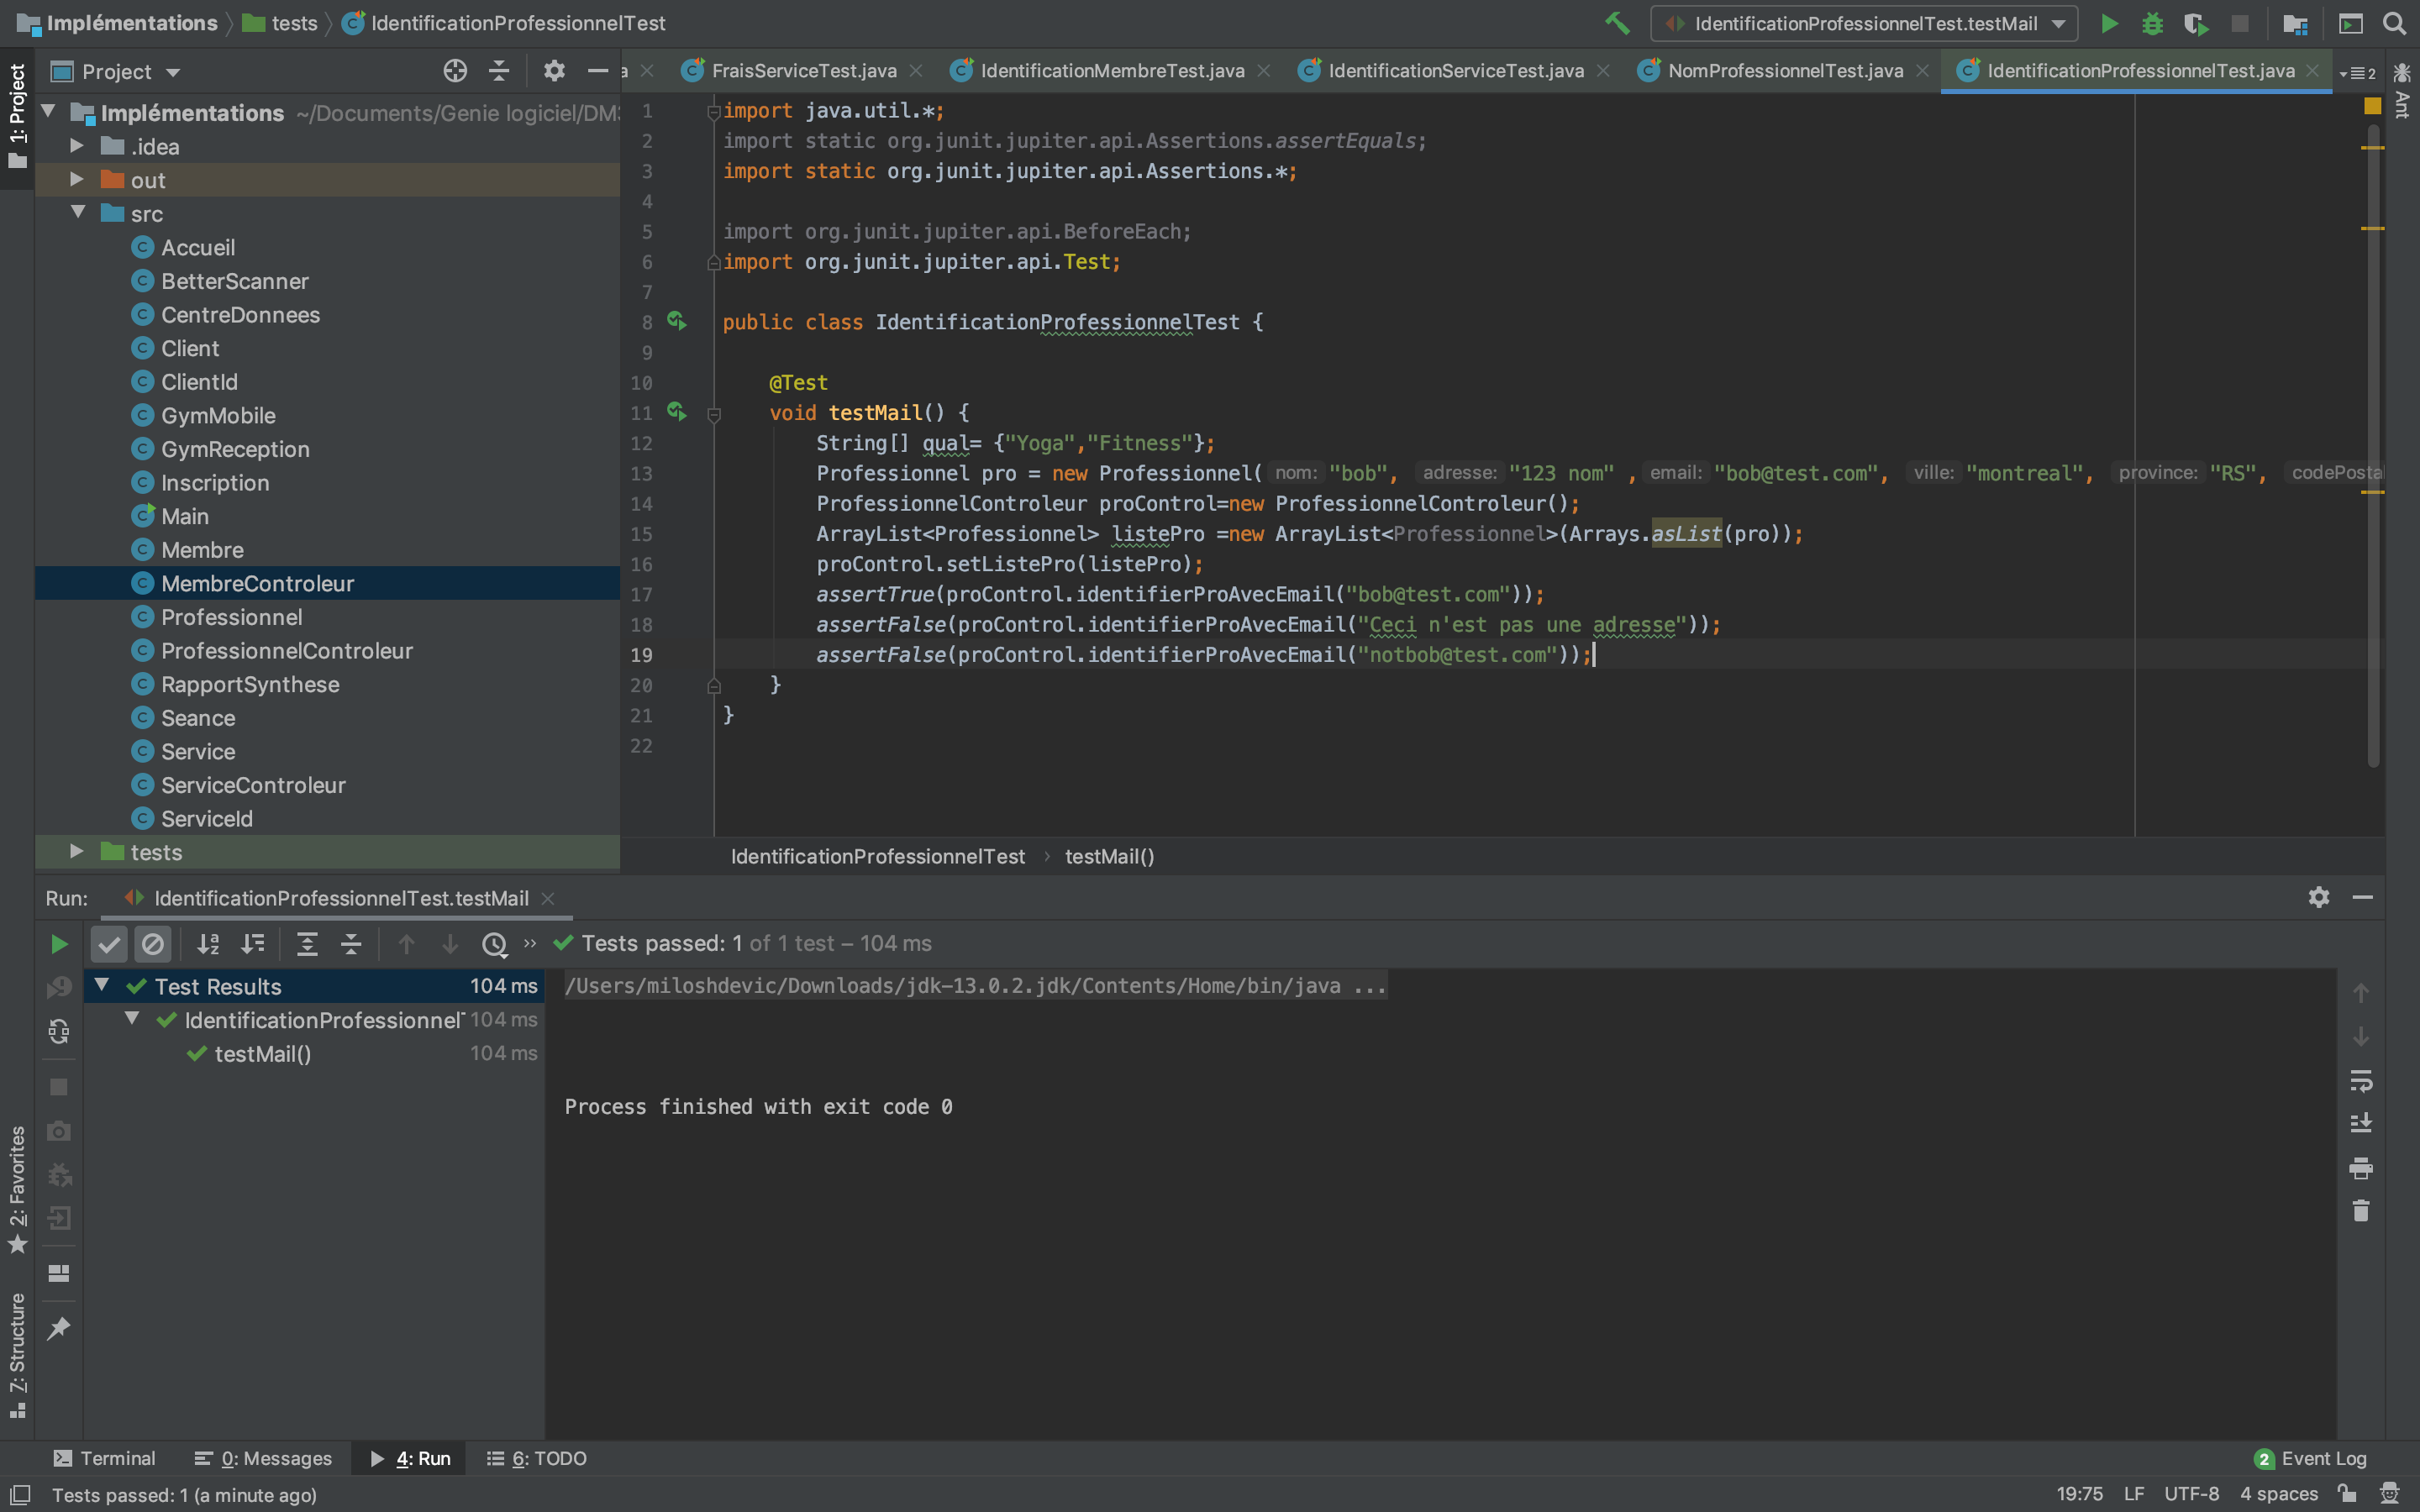 Implémentations
tests
IdentificationProfessionnelTest
IdentificationProfessionnelTest.testMail
Project
a
FraisServiceTest.java
IdentificationMembreTest.java
IdentificationServiceTest.java
NomProfessionnelTest.java
IdentificationProfessionnelTest.java
2
1: Project
Ant
Implémentations ~/Documents/Genie logiciel/DM
.idea
out
src
Accueil
BetterScanner
CentreDonnees
Client
ClientId
GymMobile
GymReception
Inscription
Main
Membre
MembreControleur
Professionnel
ProfessionnelControleur
RapportSynthese
Seance
Service
ServiceControleur
ServiceId
tests
1 import java.util.*;
2 import static org.junit.jupiter.api.Assertions.assertEquals;
3 import static org.junit.jupiter.api.Assertions.*;
4
5 import org.junit.jupiter.api.BeforeEach;
6 import org.junit.jupiter.api.Test;
7
8 public class IdentificationProfessionnelTest {
9
10 @Test
11 void testMail() {
12 String[] qual= {"Yoga","Fitness"};
13 Professionnel pro = new Professionnel( nom: "bob", adresse: "123 nom" , email: "bob@test.com", ville: "montreal", province: "RS", codePostal
14 ProfessionnelControleur proControl=new ProfessionnelControleur();
15 ArrayList<Professionnel> listePro =new ArrayList<Professionnel>(Arrays.asList(pro));
16 proControl.setListePro(listePro);
17 assertTrue(proControl.identifierProAvecEmail("bob@test.com"));
18 assertFalse(proControl.identifierProAvecEmail("Ceci n'est pas une adresse"));
19 assertFalse(proControl.identifierProAvecEmail("notbob@test.com"));
20 }
21 }
22
IdentificationProfessionnelTest
testMail()
Run:
IdentificationProfessionnelTest.testMail
Tests passed: 1 of 1 test – 104 ms
Test Results 104 ms
IdentificationProfessionnel 104 ms
testMail() 104 ms
/Users/miloshdevic/Downloads/jdk-13.0.2.jdk/Contents/Home/bin/java ...
Process finished with exit code 0
2: Favorites
7: Structure
Terminal
0: Messages
4: Run
6: TODO
2 Event Log
Tests passed: 1 (a minute ago)
19:75
LF
UTF-8
4 spaces